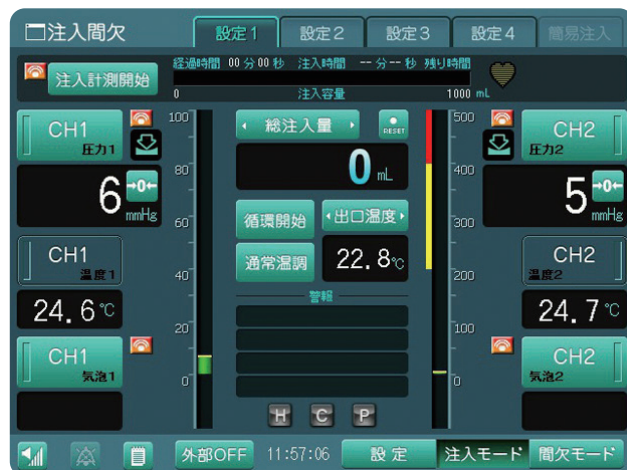 注入間欠 設定1 設定2 設定3 設定4 簡易注入
注入計測開始 経過時間 00分00秒 注入時間 --分--秒 残り時間
0 注入容量 1000 mL
CH1
圧力1
6 mmHg
→0←
CH1
温度1
24.6℃
CH1
気泡1
100
80
60
40
20
0
総注入量
RESET
0 mL
循環開始 出口温度
通常温調 22.8℃
警報
H C P
500
400
300
200
100
0
CH2
圧力2
5 mmHg
→0←
CH2
温度2
24.7℃
CH2
気泡2
外部OFF 11:57:06 設定 注入モード 間欠モード